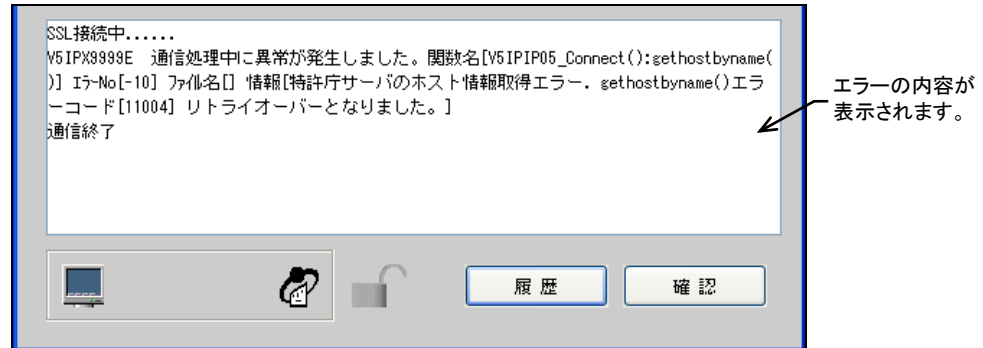 SSL接続中......
V5IPX9999E　通信処理中に異常が発生しました。関数名[V5IPIP05_Connect():gethostbyname(
)] ｴﾗｰNo[-10] ﾌｧｲﾙ名[] 情報[特許庁サーバのホスト情報取得エラー. gethostbyname()エラ
ーコード[11004] リトライオーバーとなりました。]
通信終了
エラーの内容が
表示されます。
履 歴
確 認